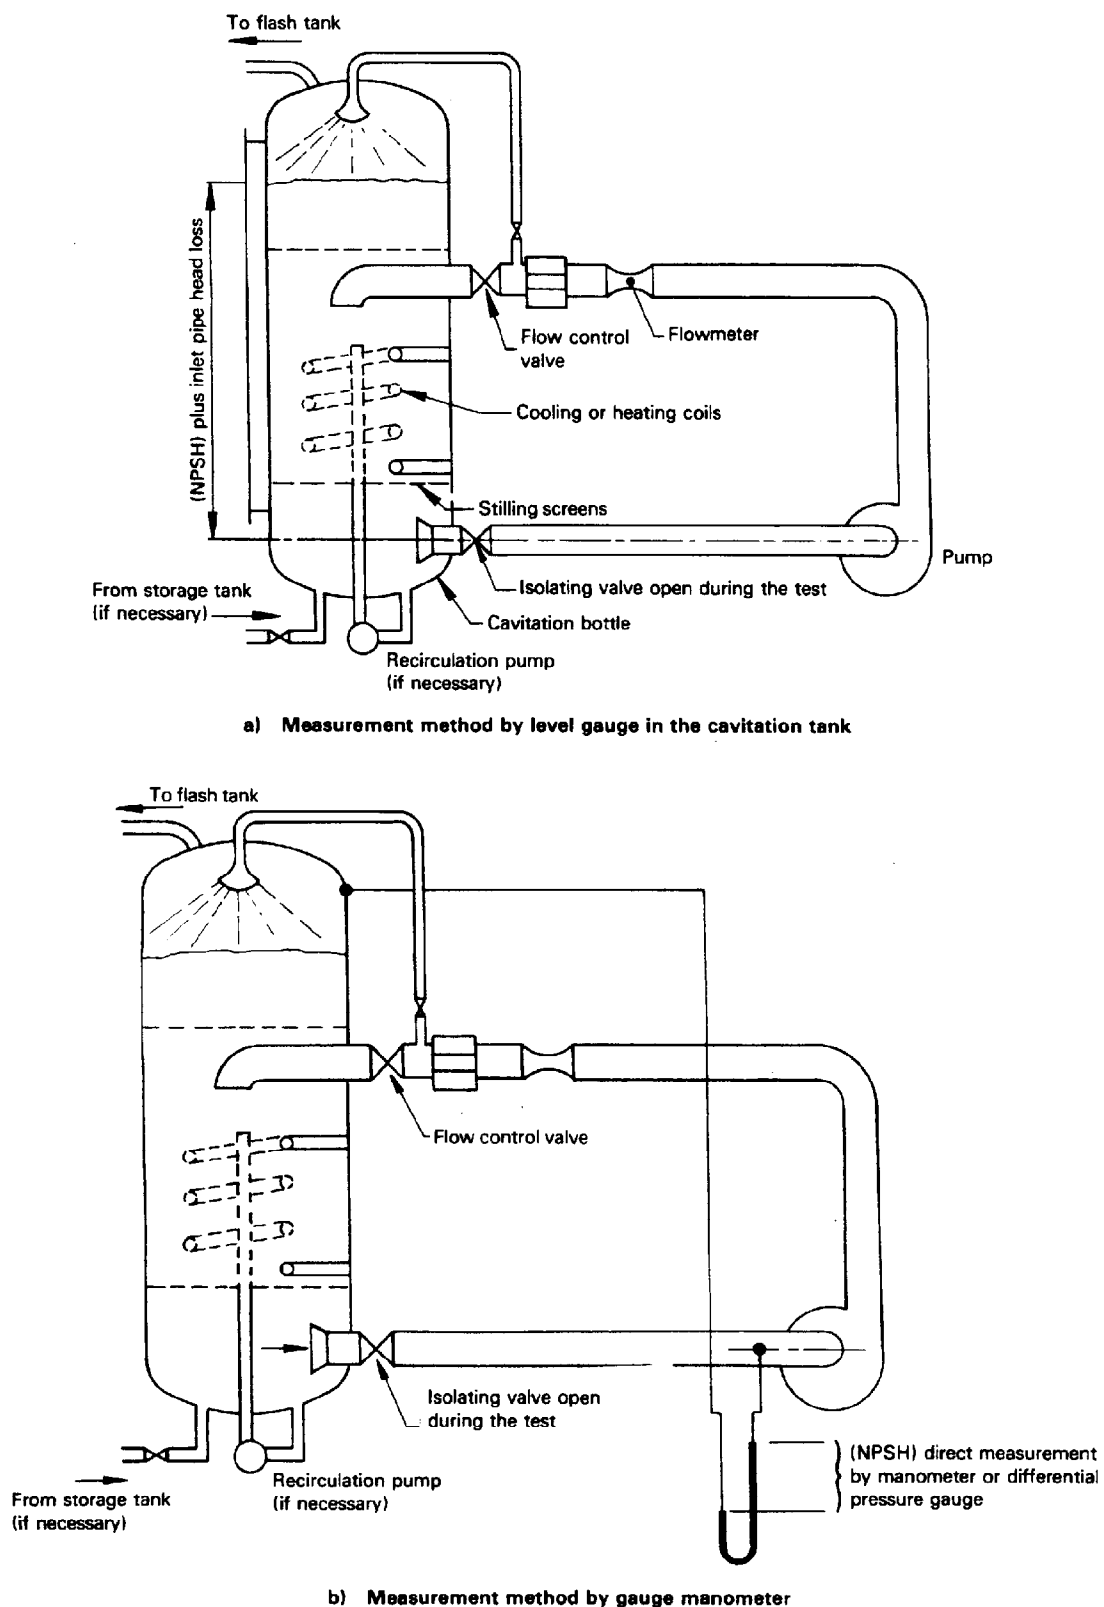 To flash tank
(NPSH) plus inlet pipe head loss
Flow control
valve
Flowmeter
Cooling or heating coils
Stilling screens
Pump
From storage tank
(if necessary)
Isolating valve open during the test
Cavitation bottle
Recirculation pump
(if necessary)
a) Measurement method by level gauge in the cavitation tank
To flash tank
Flow control valve
Isolating valve open
during the test
(NPSH) direct measurement
by manometer or differential
pressure gauge
Recirculation pump
(if necessary)
From storage tank
(if necessary)
b) Measurement method by gauge manometer